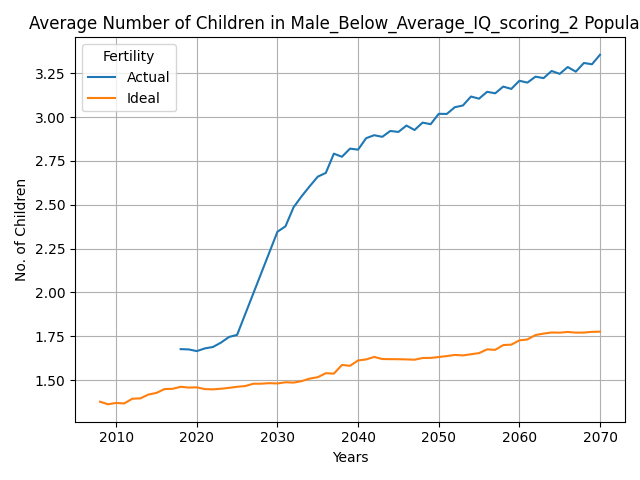 Average Number of Children in Male_Below_Average_IQ_scoring_2 Popula
Fertility
Actual
Ideal
3.25
3.00
2.75
2.50
2.25
2.00
1.75
1.50
No. of Children
2010 2020 2030 2040 2050 2060 2070
Years